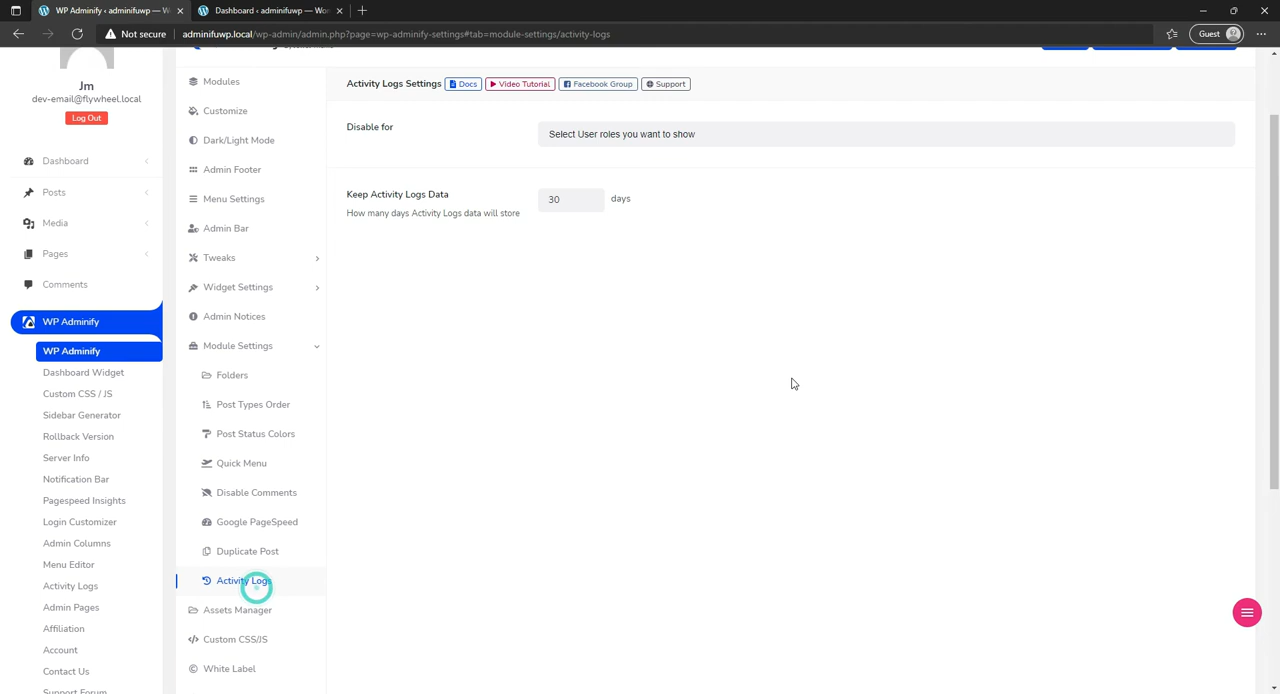 WP Adminify ‹ adminifuwp — W
Dashboard ‹ adminifuwp — Wor
Not secure
adminifuwp.local/wp-admin/admin.php?page=wp-adminify-settings#tab=module-settings/activity-logs
Guest
Jm
dev-email@flywheel.local
Log Out
Dashboard
Posts
Media
Pages
Comments
WP Adminify
WP Adminify
Dashboard Widget
Custom CSS / JS
Sidebar Generator
Rollback Version
Server Info
Notification Bar
Pagespeed Insights
Login Customizer
Admin Columns
Menu Editor
Activity Logs
Admin Pages
Affiliation
Account
Contact Us
Support Forum
Modules
Customize
Dark/Light Mode
Admin Footer
Menu Settings
Admin Bar
Tweaks
Widget Settings
Admin Notices
Module Settings
Folders
Post Types Order
Post Status Colors
Quick Menu
Disable Comments
Google PageSpeed
Duplicate Post
Activity Logs
Assets Manager
Custom CSS/JS
White Label
Activity Logs Settings Docs Video Tutorial Facebook Group Support
Disable for
Select User roles you want to show
Keep Activity Logs Data
30 days
How many days Activity Logs data will store